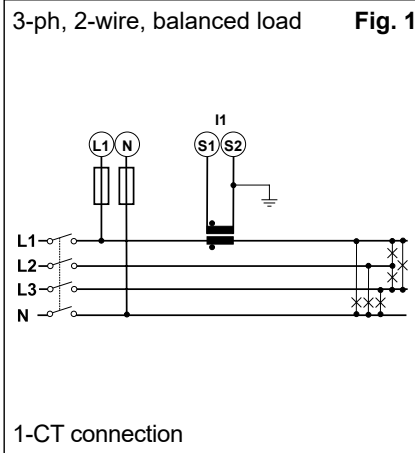 3-ph, 2-wire, balanced load Fig. 1
I1
L1 N S1 S2
L1
L2
L3
N
1-CT connection